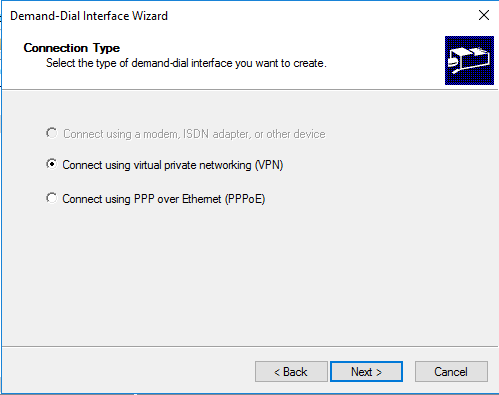 Demand-Dial Interface Wizard
Connection Type
Select the type of demand-dial interface you want to create.
Connect using a modem, ISDN adapter, or other device
Connect using virtual private networking (VPN)
Connect using PPP over Ethernet (PPPoE)
< Back
Next >
Cancel